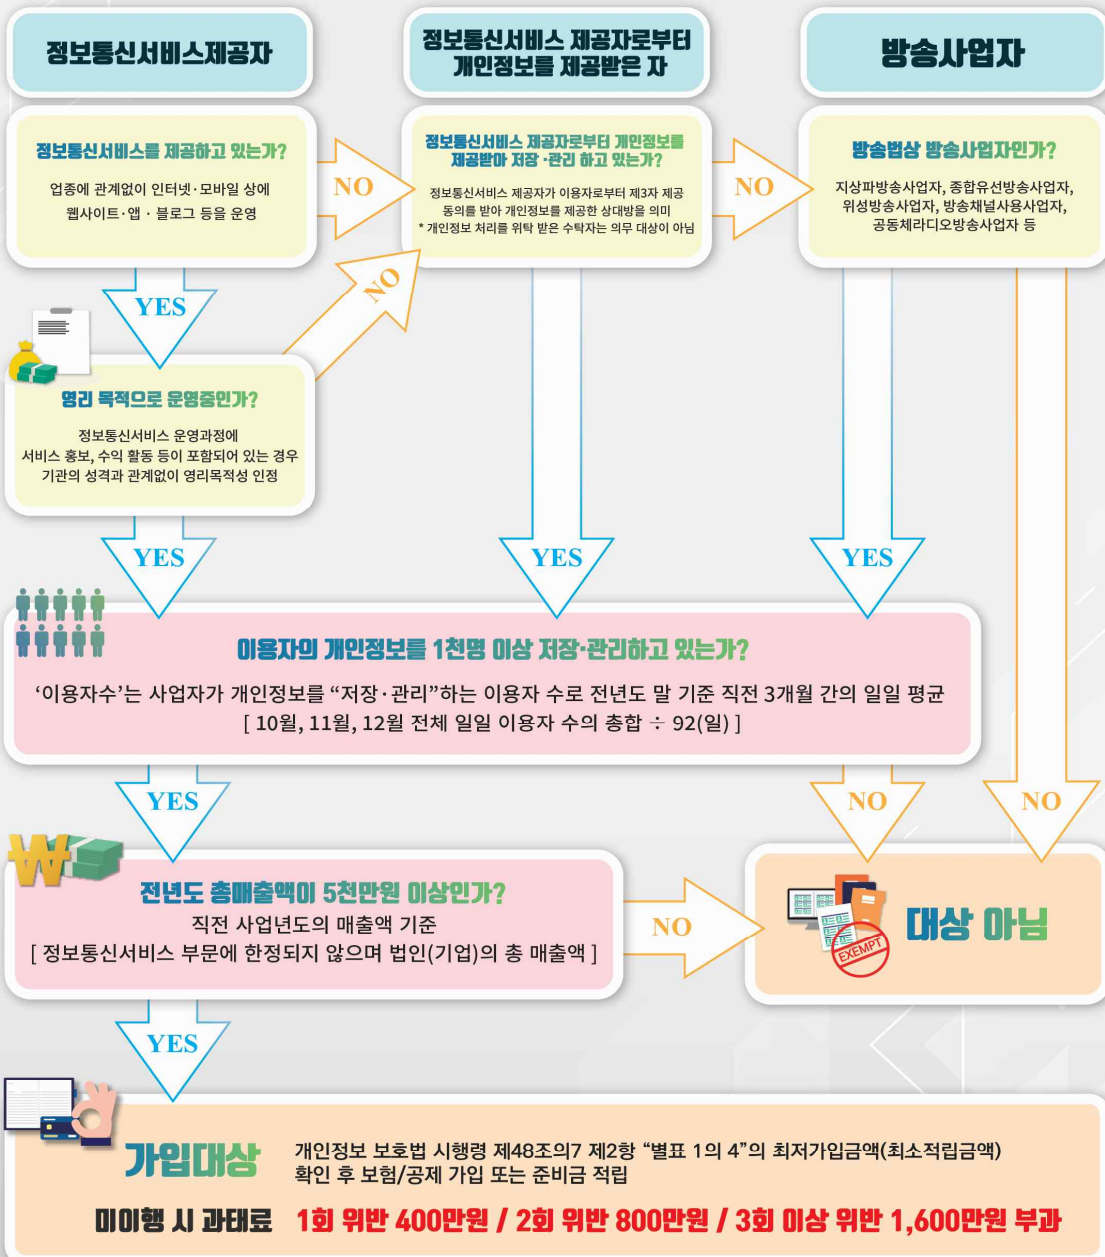 정보통신서비스제공자
정보통신서비스 제공자로부터
개인정보를 제공받은 자
방송사업자
정보통신서비스를 제공하고 있는가?
업종에 관계없이 인터넷·모바일 상에
웹사이트·앱·블로그 등을 운영
NO
정보통신서비스 제공자로부터 개인정보를
제공받아 저장·관리 하고 있는가?
정보통신서비스 제공자가 이용자로부터 제3자 제공
동의를 받아 개인정보를 제공한 상대방을 의미
* 개인정보 처리를 위탁 받은 수탁자는 의무 대상이 아님
NO
방송법상 방송사업자인가?
지상파방송사업자, 종합유선방송사업자,
위성방송사업자, 방송채널사용사업자,
공동체라디오방송사업자 등
YES
NO
영리 목적으로 운영중인가?
정보통신서비스 운영과정에
서비스 홍보, 수익 활동 등이 포함되어 있는 경우
기관의 성격과 관계없이 영리목적성 인정
YES
YES
YES
이용자의 개인정보를 1천명 이상 저장·관리하고 있는가?
‘이용자수’는 사업자가 개인정보를 “저장·관리”하는 이용자 수로 전년도 말 기준 직전 3개월 간의 일일 평균
[ 10월, 11월, 12월 전체 일일 이용자 수의 총합 ÷ 92(일) ]
YES
NO
NO
전년도 총매출액이 5천만원 이상인가?
직전 사업년도의 매출액 기준
[ 정보통신서비스 부문에 한정되지 않으며 법인(기업)의 총 매출액 ]
NO
EXEMPT
대상 아님
YES
가입대상
개인정보 보호법 시행령 제48조의7 제2항 “별표 1의 4”의 최저가입금액(최소적립금액)
확인 후 보험/공제 가입 또는 준비금 적립
미이행 시 과태료 1회 위반 400만원 / 2회 위반 800만원 / 3회 이상 위반 1,600만원 부과